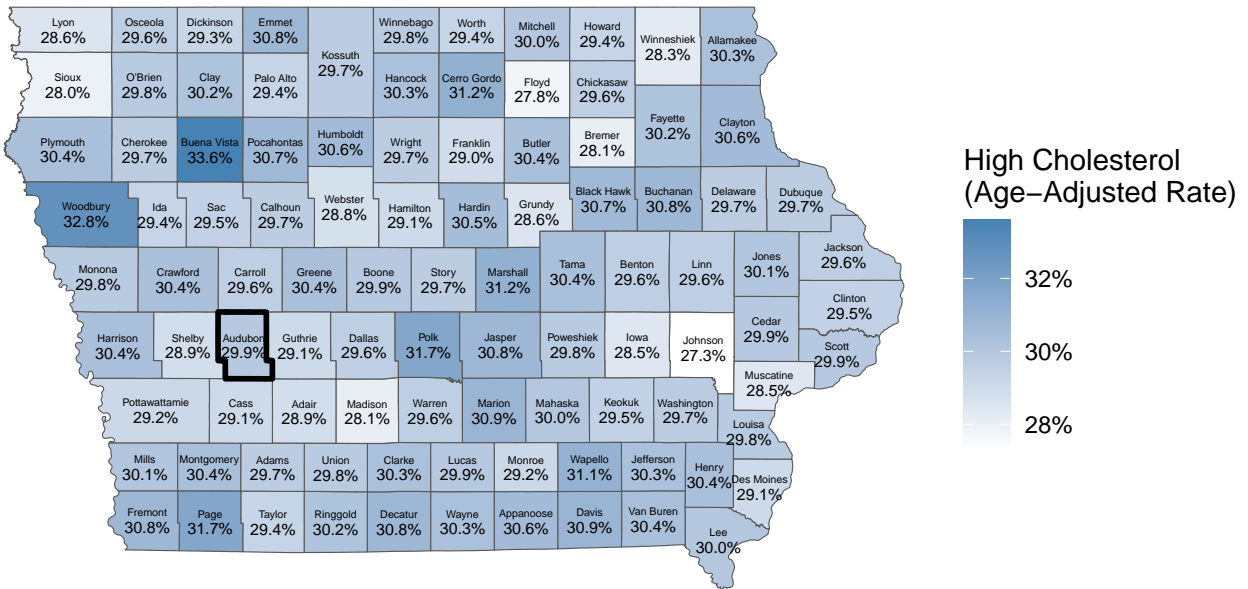 Lyon
28.6%
Osceola
29.6%
Dickinson
29.3%
Emmet
30.8%
Kossuth
29.7%
Winnebago
29.8%
Worth
29.4%
Mitchell
30.0%
Howard
29.4%
Winneshiek
28.3%
Allamakee
30.3%
Sioux
28.0%
O'Brien
29.8%
Clay
30.2%
Palo Alto
29.4%
Hancock
30.3%
Cerro Gordo
31.2%
Floyd
27.8%
Chickasaw
29.6%
Fayette
30.2%
Clayton
30.6%
Plymouth
30.4%
Cherokee
29.7%
Buena Vista
33.6%
Pocahontas
30.7%
Humboldt
30.6%
Wright
29.7%
Franklin
29.0%
Butler
30.4%
Bremer
28.1%
Woodbury
32.8%
Ida
29.4%
Sac
29.5%
Calhoun
29.7%
Webster
28.8%
Hamilton
29.1%
Hardin
30.5%
Grundy
28.6%
Black Hawk
30.7%
Buchanan
30.8%
Delaware
29.7%
Dubuque
29.7%
Monona
29.8%
Crawford
30.4%
Carroll
29.6%
Greene
30.4%
Boone
29.9%
Story
29.7%
Marshall
31.2%
Tama
30.4%
Benton
29.6%
Linn
29.6%
Jones
30.1%
Jackson
29.6%
Clinton
29.5%
Harrison
30.4%
Shelby
28.9%
Audubon
29.9%
Guthrie
29.1%
Dallas
29.6%
Polk
31.7%
Jasper
30.8%
Poweshiek
29.8%
Iowa
28.5%
Johnson
27.3%
Cedar
29.9%
Scott
29.9%
Muscatine
28.5%
Pottawattamie
29.2%
Cass
29.1%
Adair
28.9%
Madison
28.1%
Warren
29.6%
Marion
30.9%
Mahaska
30.0%
Keokuk
29.5%
Washington
29.7%
Louisa
29.8%
Mills
30.1%
Montgomery
30.4%
Adams
29.7%
Union
29.8%
Clarke
30.3%
Lucas
29.9%
Monroe
29.2%
Wapello
31.1%
Jefferson
30.3%
Henry
30.4%
Des Moines
29.1%
Fremont
30.8%
Page
31.7%
Taylor
29.4%
Ringgold
30.2%
Decatur
30.8%
Wayne
30.3%
Appanoose
30.6%
Davis
30.9%
Van Buren
30.4%
Lee
30.0%
High Cholesterol
(Age−Adjusted Rate)
32%
30%
28%